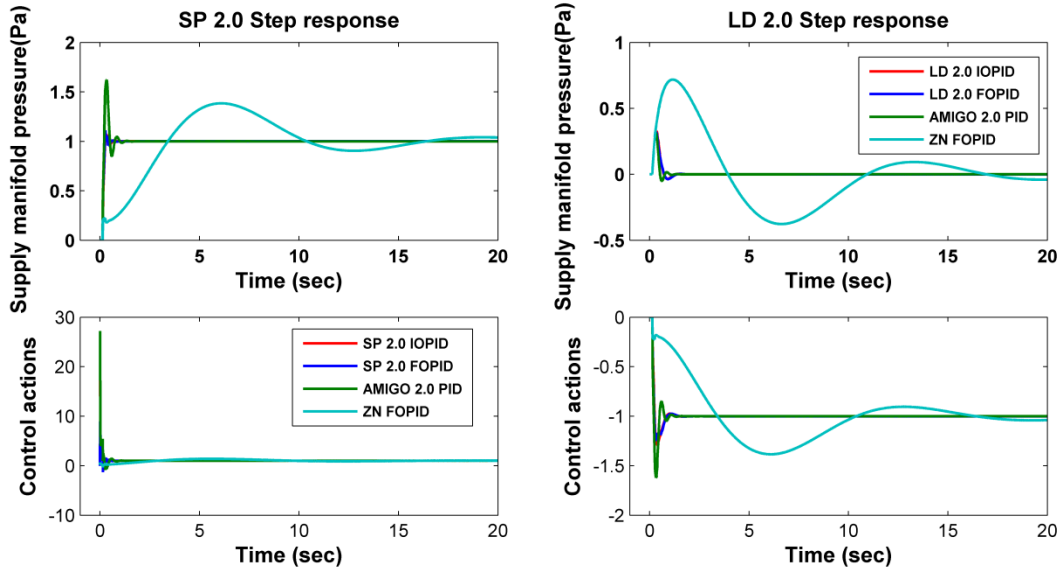 SP 2.0 Step response
Supply manifold pressure(Pa)
2
1.5
1
0.5
0
0 5 10 15 20
Time (sec)
LD 2.0 Step response
Supply manifold pressure(Pa)
1
0.5
0
-0.5
LD 2.0 IOPID
LD 2.0 FOPID
AMIGO 2.0 PID
ZN FOPID
0 5 10 15 20
Time (sec)
Control actions
30
20
10
0
-10
SP 2.0 IOPID
SP 2.0 FOPID
AMIGO 2.0 PID
ZN FOPID
0 5 10 15 20
Time (sec)
Control actions
0
-0.5
-1
-1.5
-2
0 5 10 15 20
Time (sec)